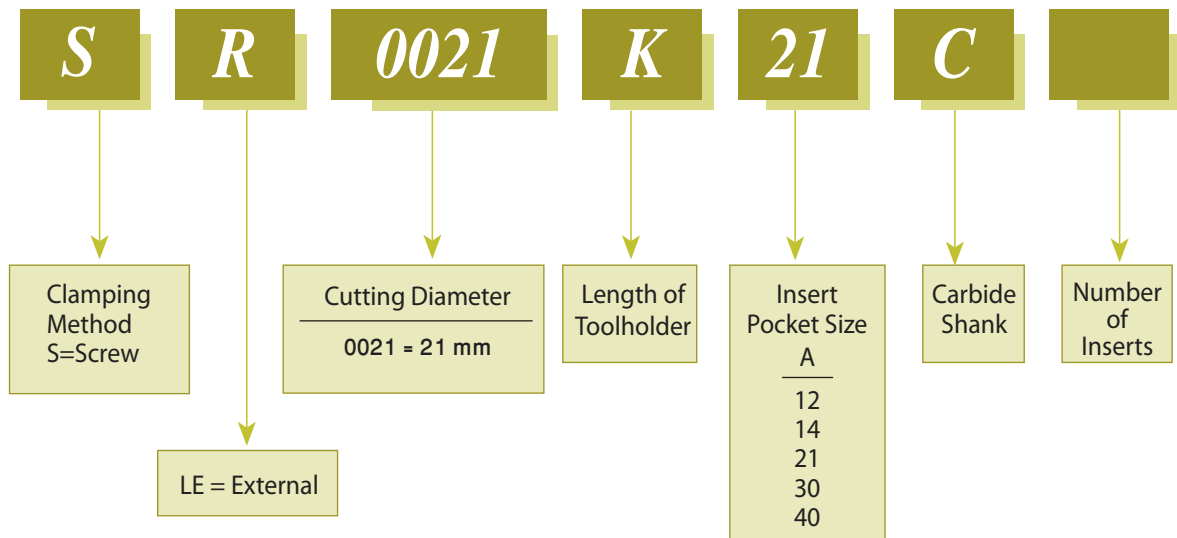 S R 0021 K 21 C
Clamping
Method
S=Screw
LE = External
Cutting Diameter
0021 = 21 mm
Length of
Toolholder
Insert
Pocket Size
A
12
14
21
30
40
Carbide
Shank
Number
of
Inserts